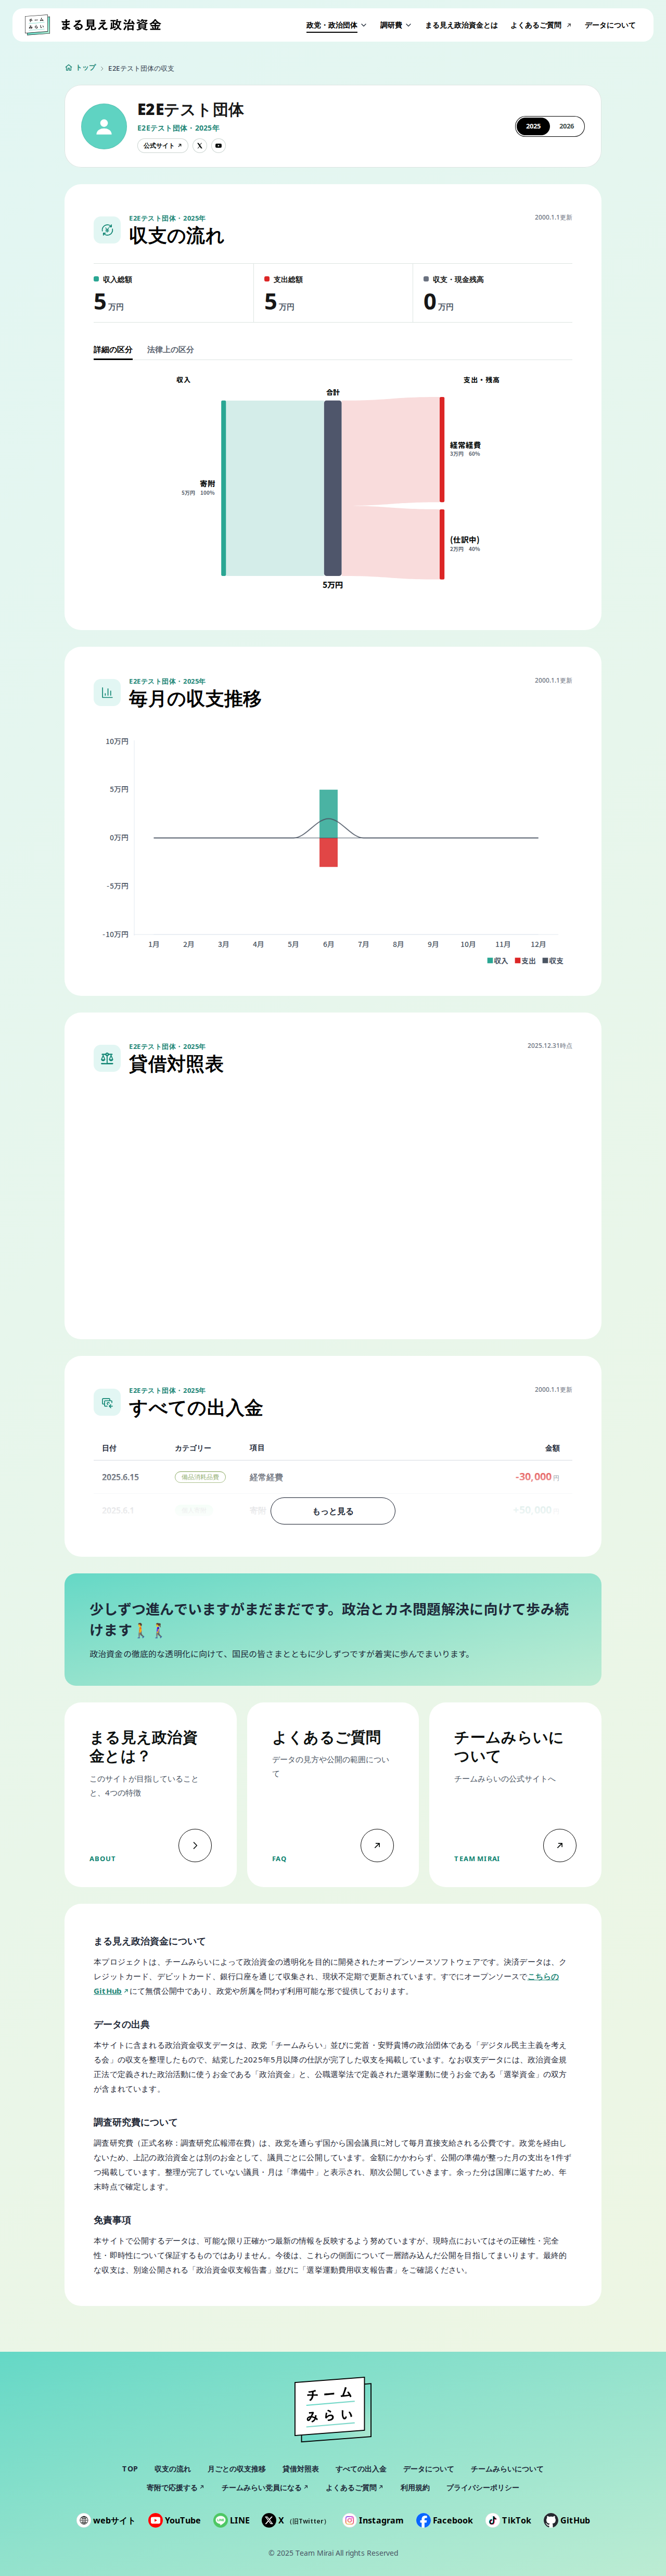 チーム
みらい
まる見え政治資金
政党・政治団体
調研費
まる見え政治資金とは
よくあるご質問
データについて
トップ
E2Eテスト団体の収支
E2Eテスト団体
E2Eテスト団体・2025年
公式サイト
X
2025
2026
E2Eテスト団体・2025年
収支の流れ
2000.1.1更新
収入総額
5万円
支出総額
5万円
収支・現金残高
0万円
詳細の区分
法律上の区分
収入
支出・残高
合計
寄附
5万円 100%
経常経費
3万円 60%
(仕訳中)
2万円 40%
5万円
E2Eテスト団体・2025年
毎月の収支推移
2000.1.1更新
10万円
5万円
0万円
-5万円
-10万円
1月
2月
3月
4月
5月
6月
7月
8月
9月
10月
11月
12月
収入
支出
収支
E2Eテスト団体・2025年
貸借対照表
2025.12.31時点
E2Eテスト団体・2025年
すべての出入金
2000.1.1更新
日付
カテゴリー
項目
金額
2025.6.15
備品消耗品費
経常経費
-30,000円
2025.6.1
寄附
+50,000
もっと見る
少しずつ進んでいますがまだまだです。政治とカネ問題解決に向けて歩み続
けます🚶🚶‍♀️
政治資金の徹底的な透明化に向けて、国民の皆さまとともに少しずつですが着実に歩んでまいります。
まる見え政治資
金とは？
このサイトが目指していること
と、4つの特徴
ABOUT
よくあるご質問
データの見方や公開の範囲につい
て
FAQ
チームみらいに
ついて
チームみらいの公式サイトへ
TEAM MIRAI
まる見え政治資金について
本プロジェクトは、チームみらいによって政治資金の透明化を目的に開発されたオープンソースソフトウェアです。決済データは、ク
レジットカード、デビットカード、銀行口座を通じて収集され、現状不定期で更新されています。すでにオープンソースでこちらの
GitHubにて無償公開中であり、政党や所属を問わず利用可能な形で提供しております。
データの出典
本サイトに含まれる政治資金収支データは、政党「チームみらい」並びに党首・安野貴博の政治団体である「デジタル民主主義を考え
る会」の収支を整理したもので、結党した2025年5月以降の仕訳が完了した収支を掲載しています。なお収支データには、政治資金規
正法で定義された政治活動に使うお金である「政治資金」と、公職選挙法で定義された選挙運動に使うお金である「選挙資金」の双方
が含まれています。
調査研究費について
調査研究費（正式名称：調査研究広報滞在費）は、政党を通らず国から国会議員に対して毎月直接支給される公費です。政党を経由し
ないため、上記の政治資金とは別のお金として、議員ごとに公開しています。金額にかかわらず、公開の準備が整った月の支出を1件ず
つ掲載しています。整理が完了していない議員・月は「準備中」と表示され、順次公開していきます。余った分は国庫に返すため、年
末時点で確定します。
免責事項
本サイトで公開するデータは、可能な限り正確かつ最新の情報を反映するよう努めていますが、現時点においてはその正確性・完全
性・即時性について保証するものではありません。今後は、これらの側面について一層踏み込んだ公開を目指してまいります。最終的
な収支は、別途公開される「政治資金収支報告書」並びに「選挙運動費用収支報告書」をご確認ください。
チーム
みらい
TOP
収支の流れ
月ごとの収支推移
貸借対照表
すべての出入金
データについて
チームみらいについて
寄附で応援する
チームみらい党員になる
よくあるご質問
利用規約
プライバシーポリシー
webサイト
YouTube
LINE
X（旧Twitter）
Instagram
Facebook
TikTok
GitHub
© 2025 Team Mirai All rights Reserved